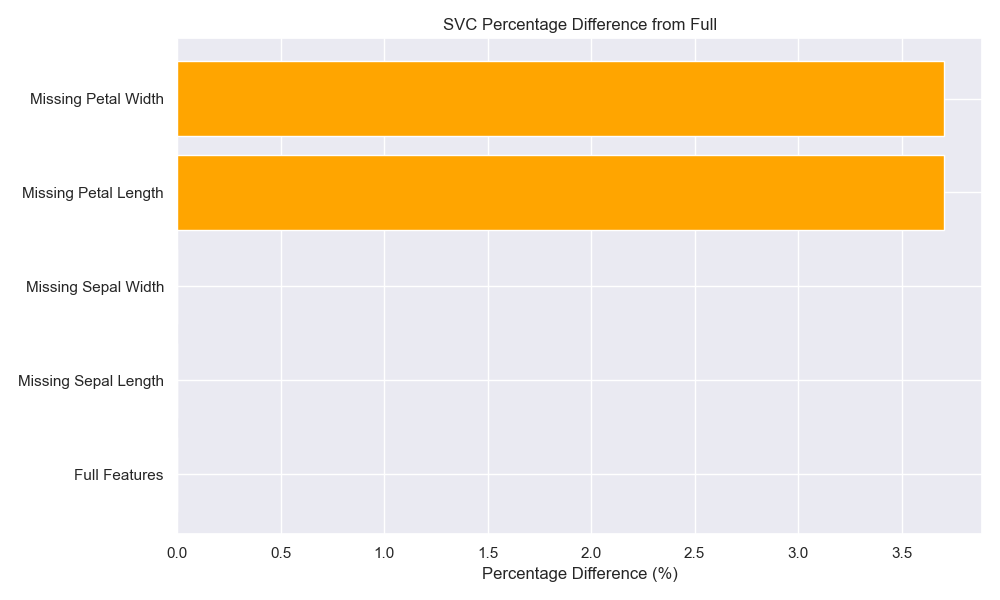 SVC Percentage Difference from Full
Missing Petal Width
Missing Petal Length
Missing Sepal Width
Missing Sepal Length
Full Features
0.0 0.5 1.0 1.5 2.0 2.5 3.0 3.5
Percentage Difference (%)